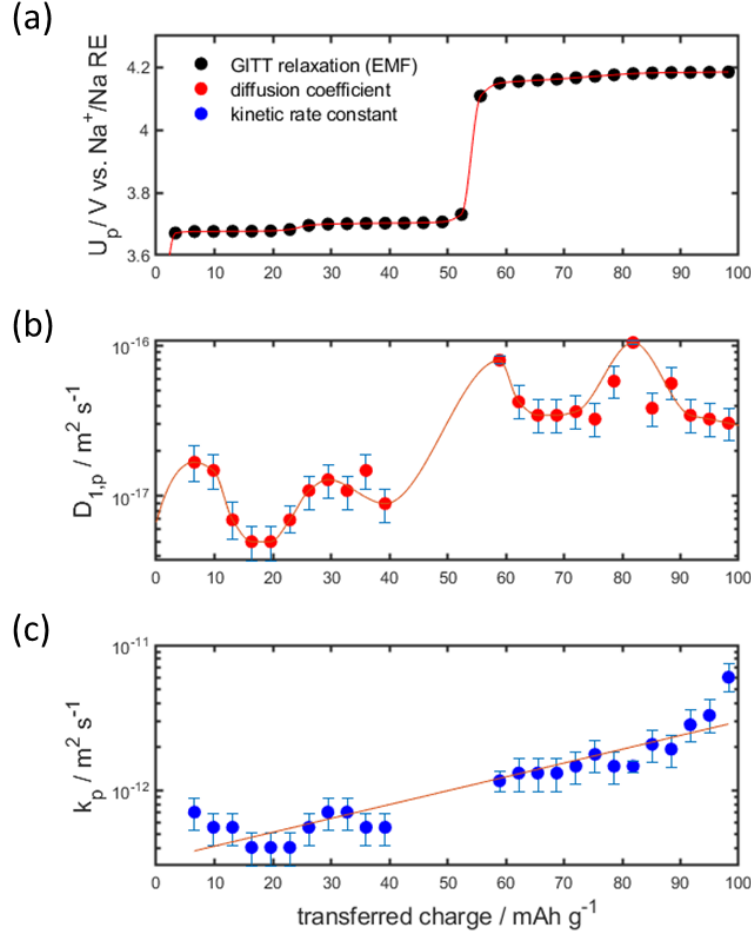 (a)
GITT relaxation (EMF)
diffusion coefficient
kinetic rate constant
U_p / V vs. Na⁺/Na RE
4.2
4
3.8
3.6
0 10 20 30 40 50 60 70 80 90 100
(b)
D_{1,p} / m² s⁻¹
10⁻¹⁶
10⁻¹⁷
0 10 20 30 40 50 60 70 80 90 100
(c)
k_p / m² s⁻¹
10⁻¹¹
10⁻¹²
0 10 20 30 40 50 60 70 80 90 100
transferred charge / mAh g⁻¹